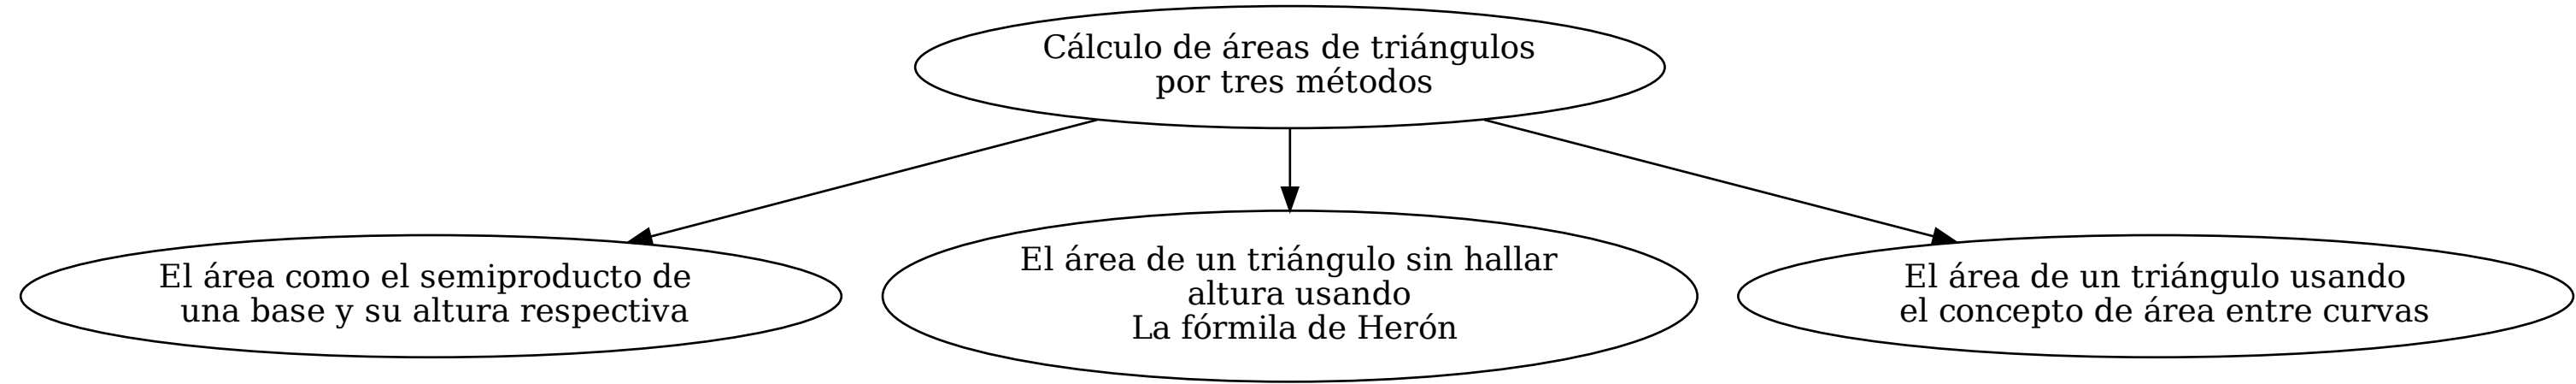 Cálculo de áreas de triángulos
por tres métodos
El área como el semiproducto de
una base y su altura respectiva
El área de un triángulo sin hallar
altura usando
La fórmila de Herón
El área de un triángulo usando
el concepto de área entre curvas